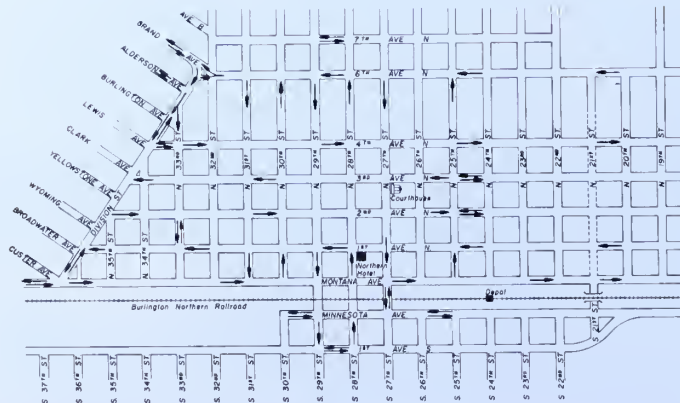 AVE B
GRAND AVE
ALDERSON AVE
BURLINGTON AVE
LEWIS
CLARK
YELLOWSTONE AVE
WYOMING AVE
BROADWATER AVE
CUSTER AVE
DIVISION ST
7TH AVE N
6TH AVE N
4TH AVE N
3RD AVE N
Courthouse
2ND AVE N
1ST AVE N.
Northern
Hotel
MONTANA AVE
Burlington Northern Railroad
Depot
MINNESOTA AVE
1ST AVE S
N 35TH ST
N 34TH ST
N 33RD ST
N 32ND ST
N 31ST ST
N 30TH ST
N 29TH ST
N 28TH ST
N 27TH ST
N 26TH ST
N 25TH ST
N 24TH ST
N 23RD ST
N 22ND ST
N 21ST ST
N 20TH ST
N 19TH ST
S 21ST ST
S. 37TH ST
S. 36TH ST
S. 35TH ST
S. 34TH ST
S. 33RD ST
S. 32ND ST
S. 31ST ST
S. 30TH ST
S. 29TH ST
S. 28TH ST
S. 27TH ST
S. 26TH ST
S. 25TH ST
S. 24TH ST
S. 23RD ST
S. 22ND ST